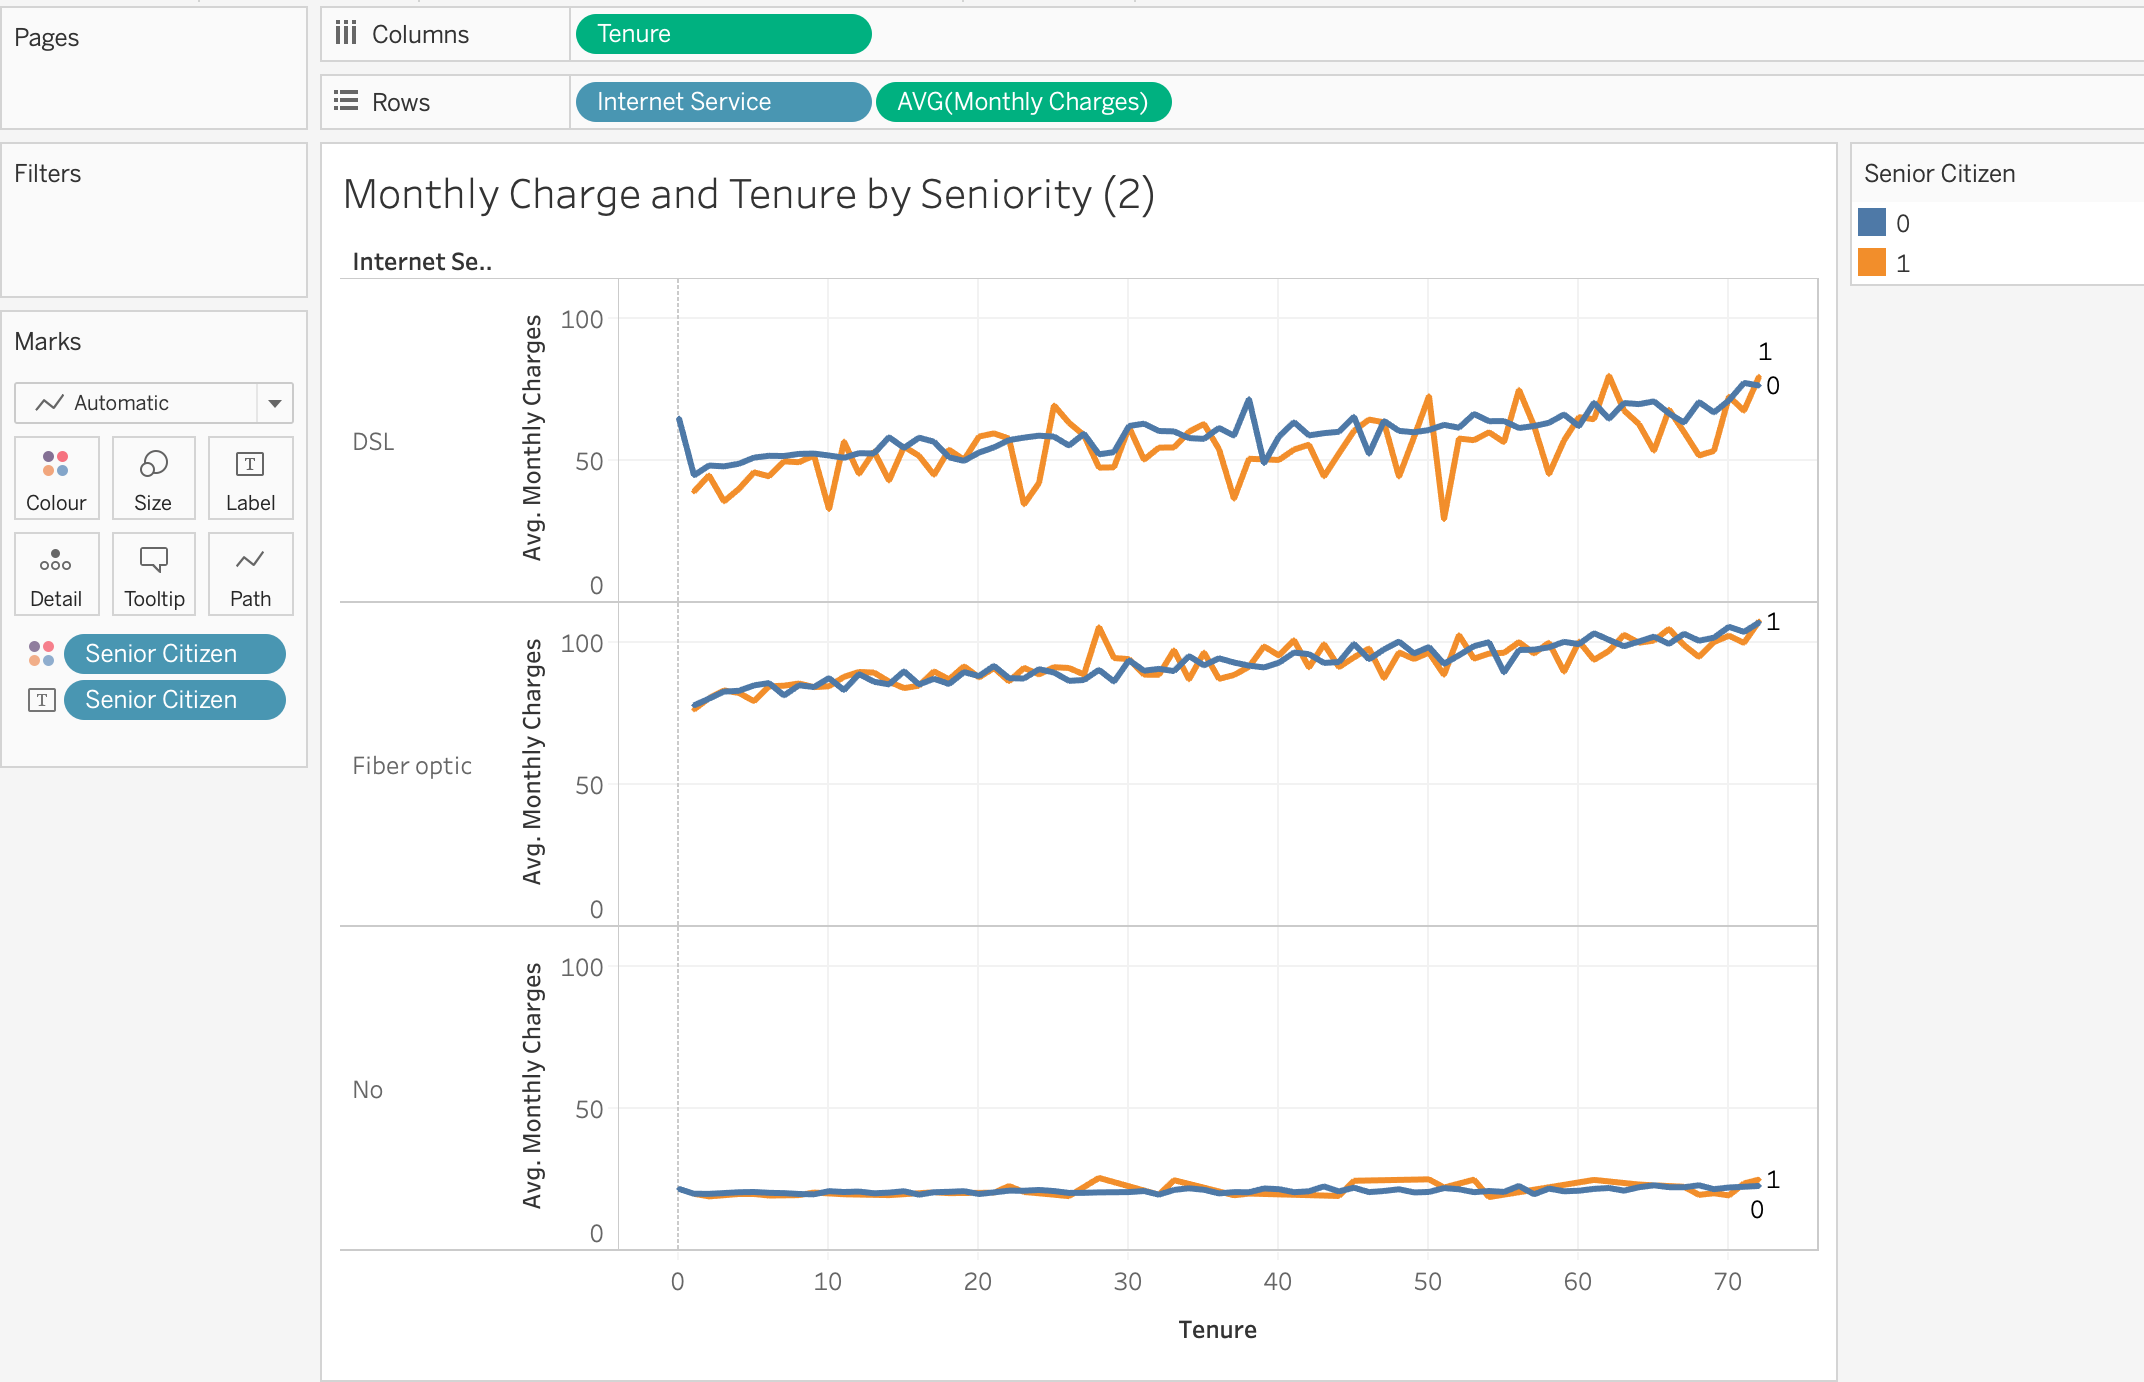 Pages
Columns
Tenure
Rows
Internet Service
AVG(Monthly Charges)
Filters
Marks
Automatic
Colour
Size
Label
Detail
Tooltip
Path
Senior Citizen
Senior Citizen
Monthly Charge and Tenure by Seniority (2)
Internet Se..
DSL
Avg. Monthly Charges
100
50
0
1
0
Fiber optic
Avg. Monthly Charges
100
50
0
1
No
Avg. Monthly Charges
100
50
0
1
0
0 10 20 30 40 50 60 70
Tenure
Senior Citizen
0
1